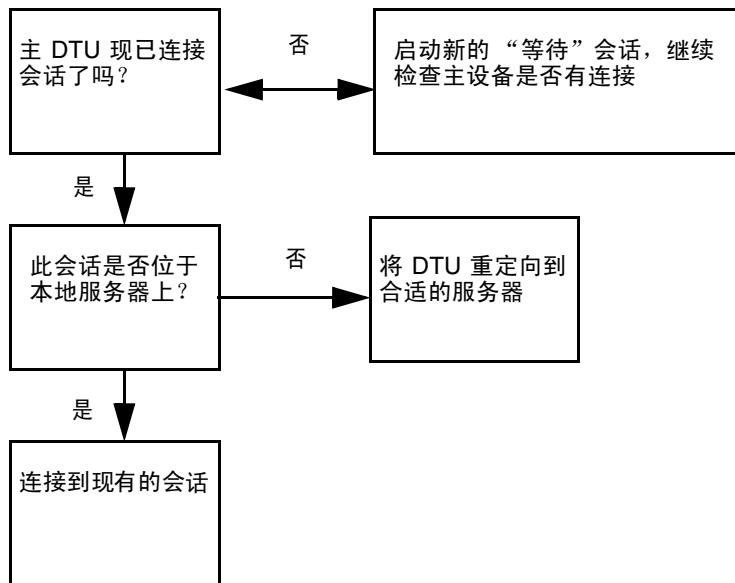 主 DTU 现已连接
会话了吗？
否
启动新的“等待”会话，继续
检查主设备是否有连接
是
此会话是否位于
本地服务器上？
否
将 DTU 重定向到
合适的服务器
是
连接到现有的会话